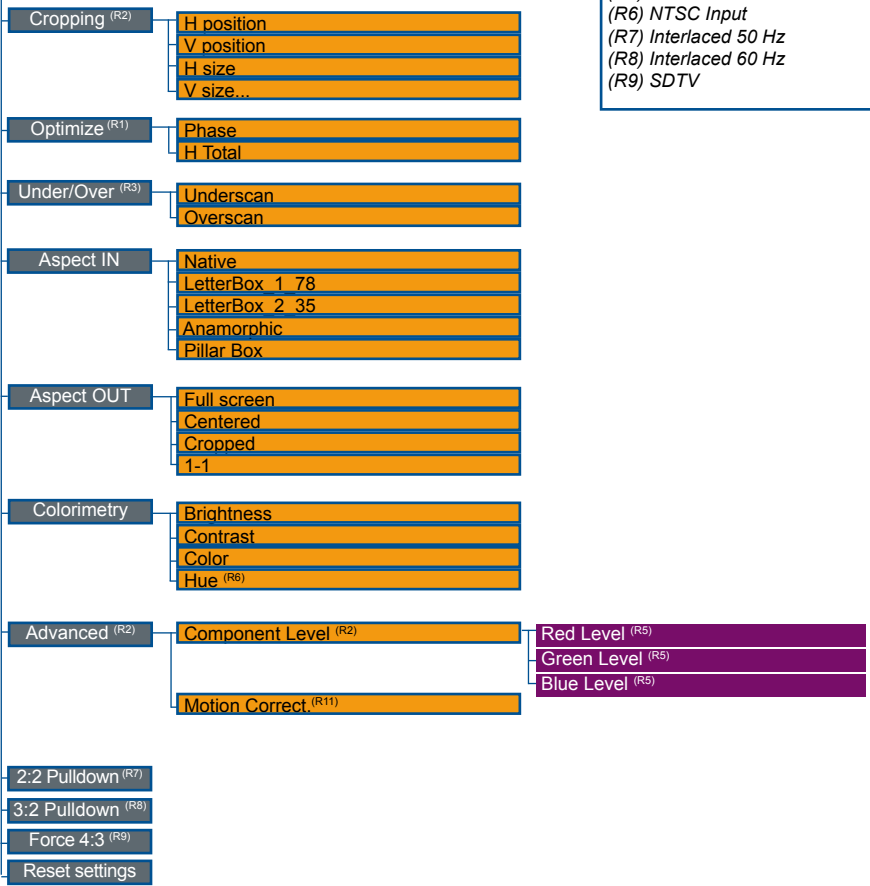 Cropping (R2)
H position
V position
H size
V size...
(R6) NTSC Input
(R7) Interlaced 50 Hz
(R8) Interlaced 60 Hz
(R9) SDTV
Optimize (R1)
Phase
H Total
Under/Over (R3)
Underscan
Overscan
Aspect IN
Native
LetterBox_1_78
LetterBox_2_35
Anamorphic
Pillar Box
Aspect OUT
Full screen
Centered
Cropped
1-1
Colorimetry
Brightness
Contrast
Color
Hue (R6)
Advanced (R2)
Component Level (R2)
Red Level (R5)
Green Level (R5)
Blue Level (R5)
Motion Correct.(R11)
2:2 Pulldown (R7)
3:2 Pulldown (R8)
Force 4:3 (R9)
Reset settings